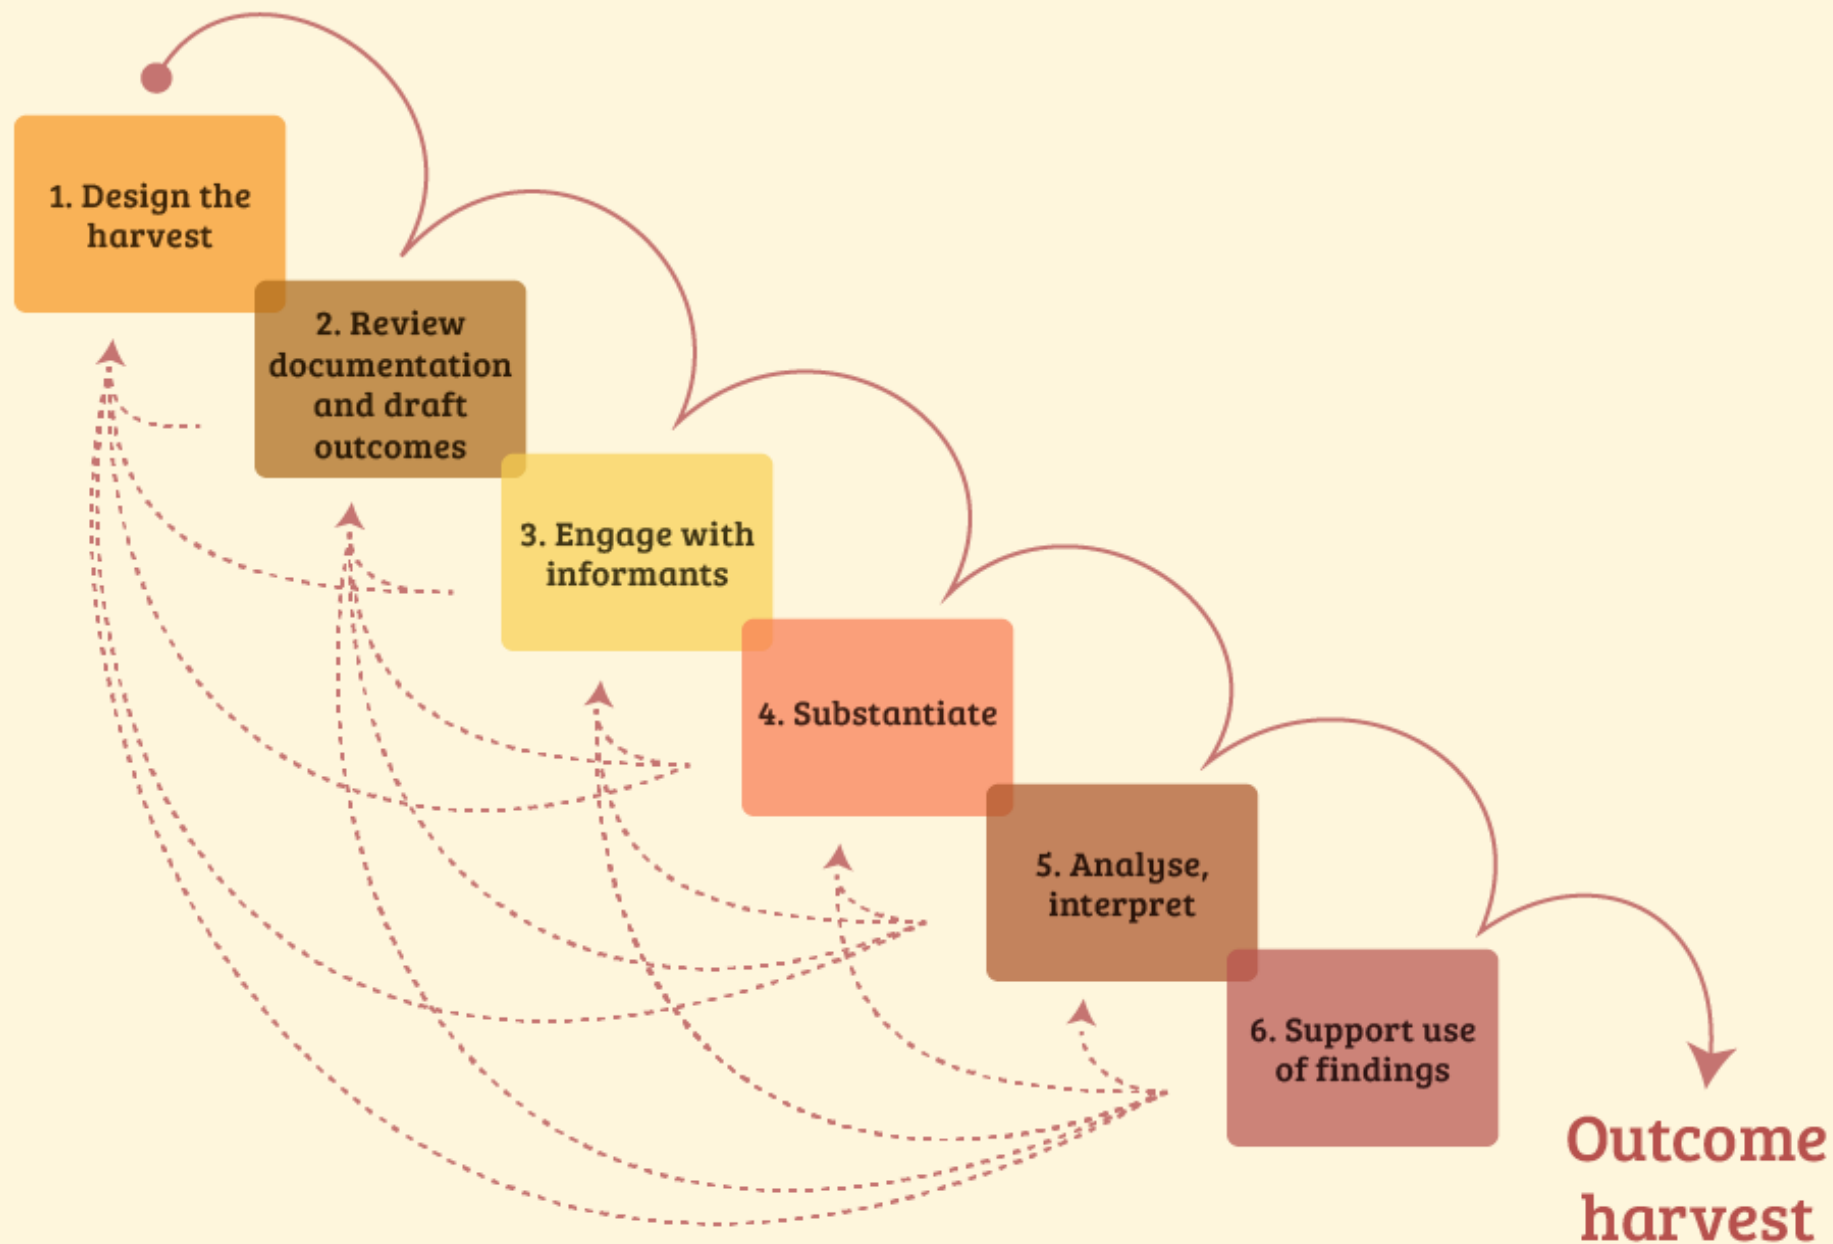 1. Design the
harvest
2. Review
documentation
and draft
outcomes
3. Engage with
informants
4. Substantiate
5. Analyse,
interpret
6. Support use
of findings
Outcome
harvest